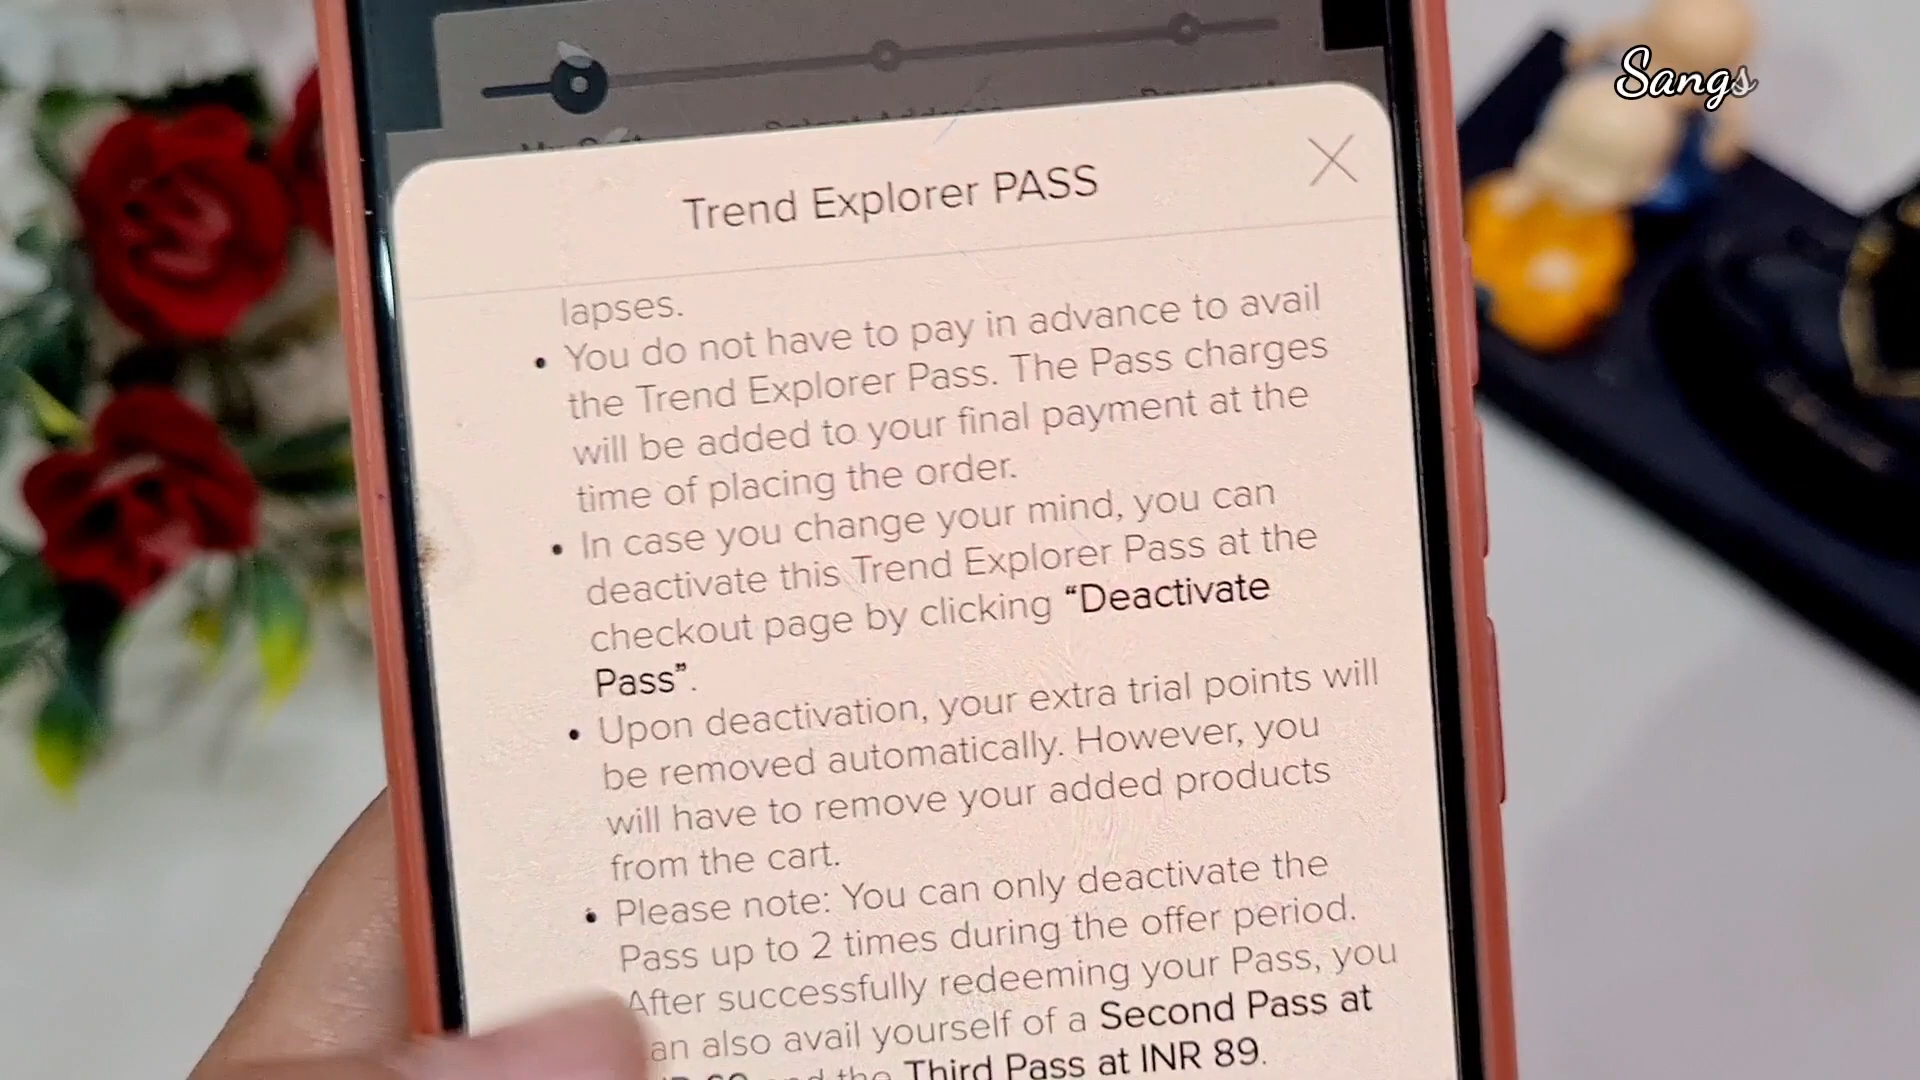 Sangs
Trend Explorer PASS
lapses.
• You do not have to pay in advance to avail
the Trend Explorer Pass. The Pass charges
will be added to your final payment at the
time of placing the order.
• In case you change your mind, you can
deactivate this Trend Explorer Pass at the
checkout page by clicking “Deactivate
Pass”.
• Upon deactivation, your extra trial points will
be removed automatically. However, you
will have to remove your added products
from the cart.
• Please note: You can only deactivate the
Pass up to 2 times during the offer period.
After successfully redeeming your Pass, you
also avail yourself of a Second Pass at
and the Third Pass at INR 89.